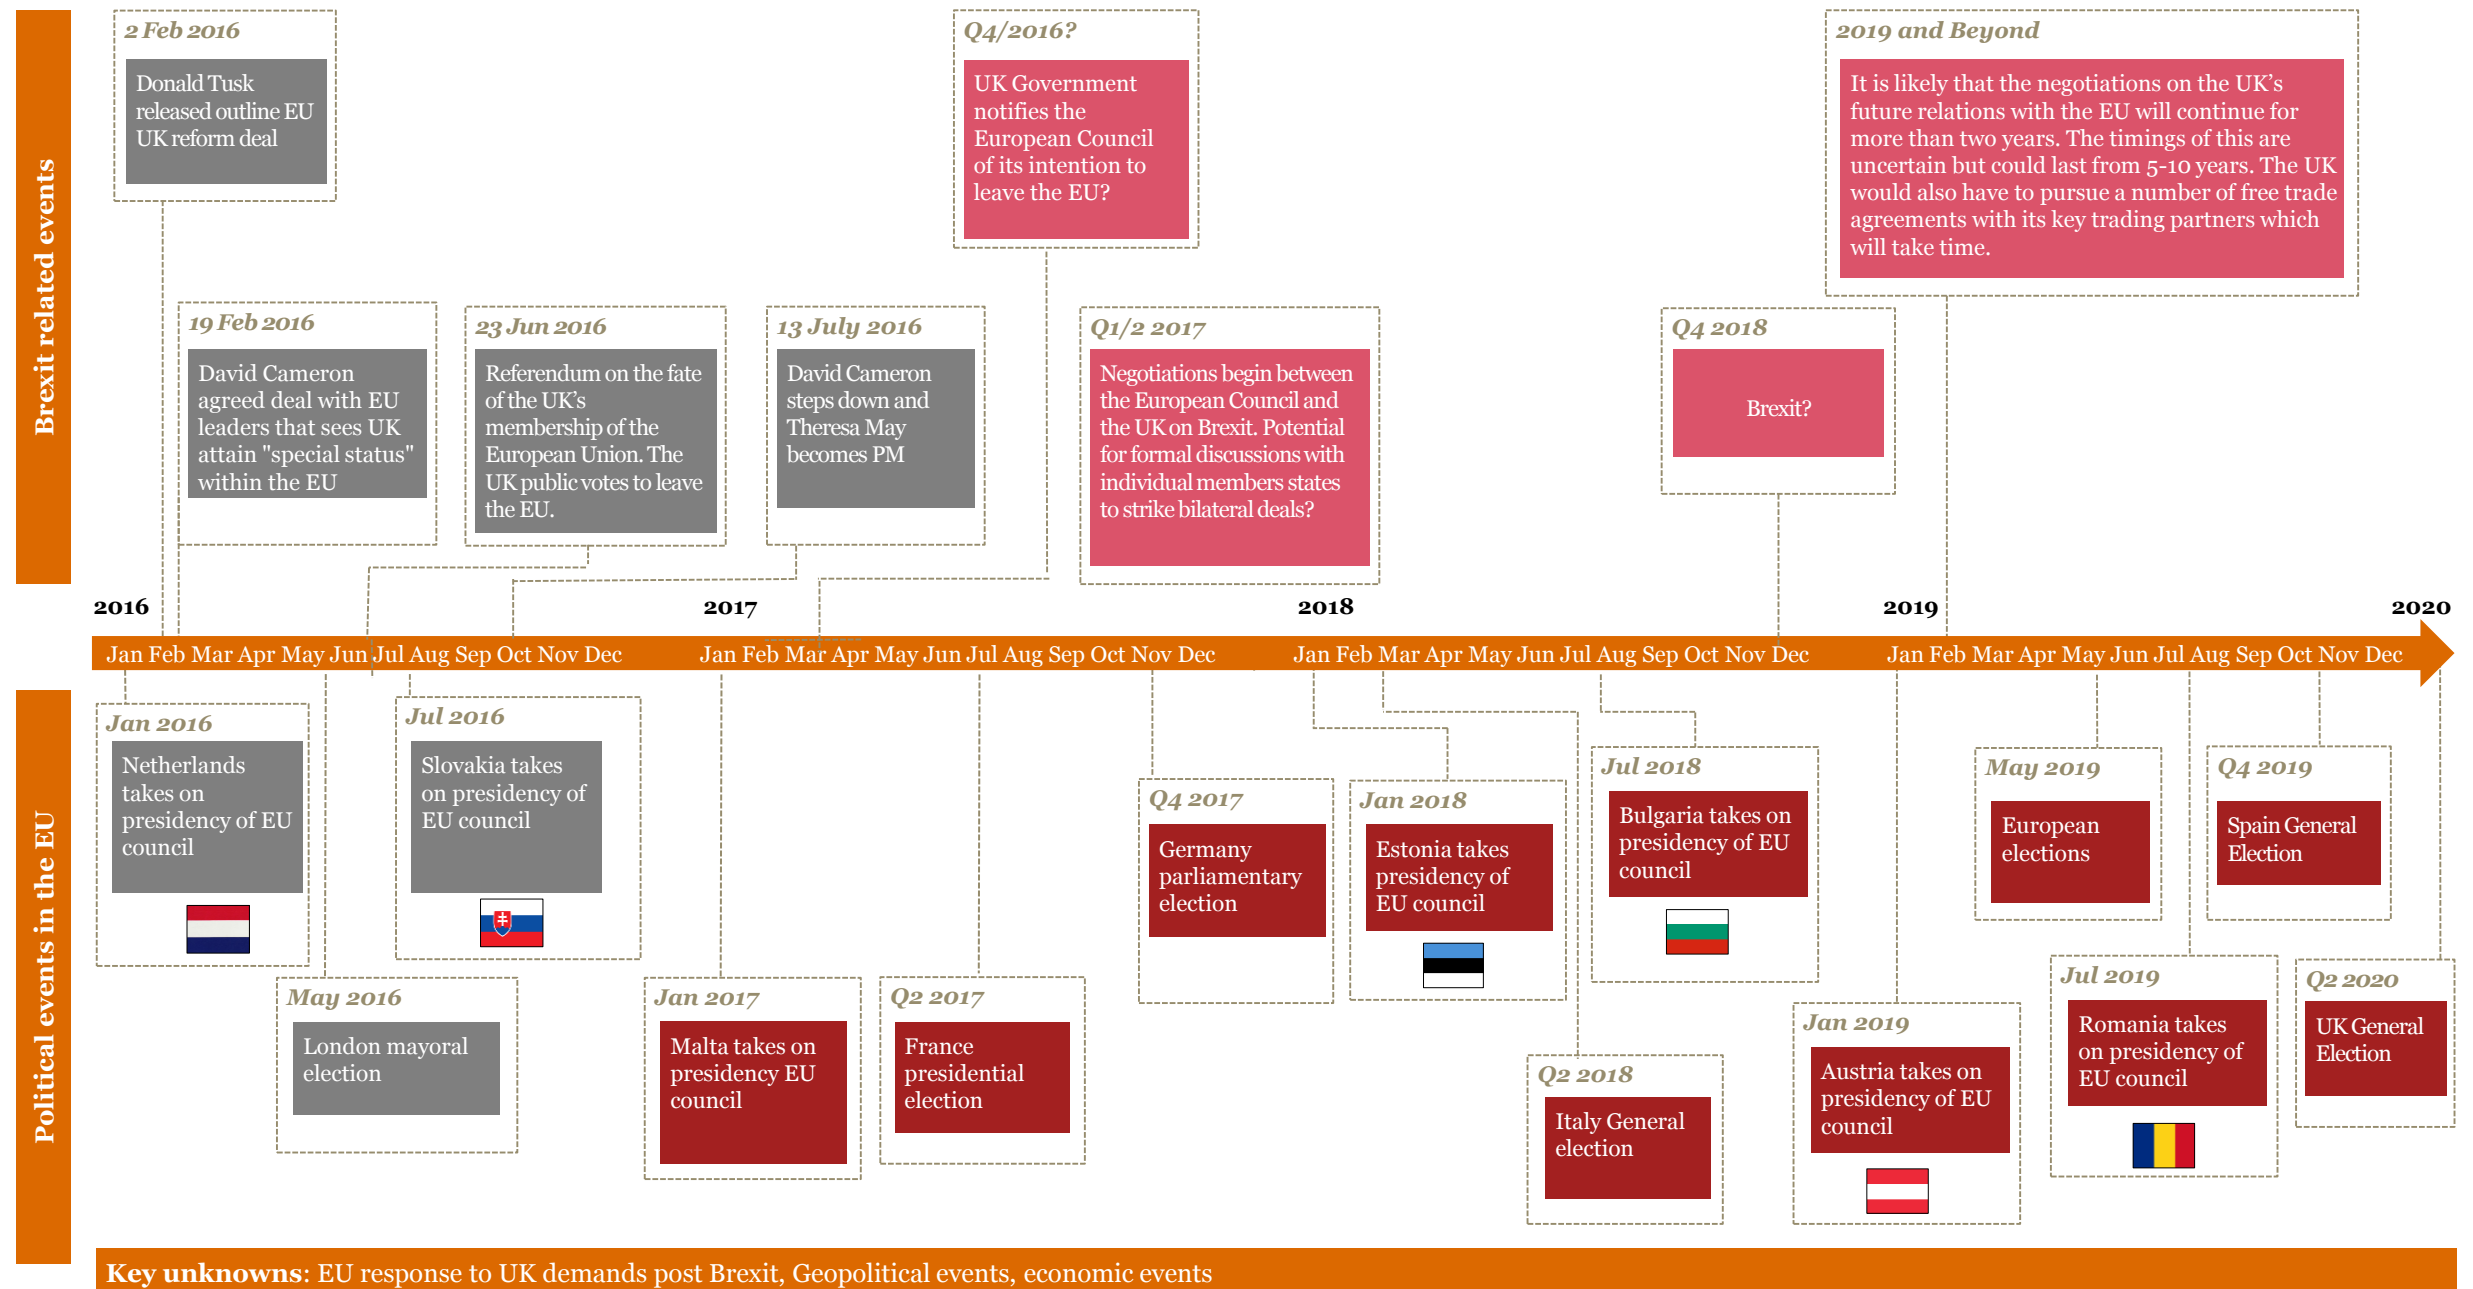 Brexit related events
2 Feb 2016
Donald Tusk
released outline EU
UK reform deal
19 Feb 2016
David Cameron
agreed deal with EU
leaders that sees UK
attain "special status"
within the EU
23 Jun 2016
Referendum on the fate
of the UK's
membership of the
European Union. The
UK public votes to leave
the EU.
13 July 2016
David Cameron
steps down and
Theresa May
becomes PM
Q4/2016?
UK Government
notifies the
European Council
of its intention to
leave the EU?
Q1/2 2017
Negotiations begin between
the European Council and
the UK on Brexit. Potential
for formal discussions with
individual members states
to strike bilateral deals?
Q4 2018
Brexit?
2019 and Beyond
It is likely that the negotiations on the UK's
future relations with the EU will continue for
more than two years. The timings of this are
uncertain but could last from 5-10 years. The UK
would also have to pursue a number of free trade
agreements with its key trading partners which
will take time.
2016 2017 2018 2019 2020
Jan Feb Mar Apr May Jun Jul Aug Sep Oct Nov Dec Jan Feb Mar Apr May Jun Jul Aug Sep Oct Nov Dec Jan Feb Mar Apr May Jun Jul Aug Sep Oct Nov Dec Jan Feb Mar Apr May Jun Jul Aug Sep Oct Nov Dec
Political events in the EU
Jan 2016
Netherlands
takes on
presidency of EU
council
May 2016
London mayoral
election
Jul 2016
Slovakia takes
on presidency of
EU council
Jan 2017
Malta takes on
presidency EU
council
Q2 2017
France
presidential
election
Q4 2017
Germany
parliamentary
election
Jan 2018
Estonia takes
presidency of
EU council
Q2 2018
Italy General
election
Jul 2018
Bulgaria takes on
presidency of EU
council
Jan 2019
Austria takes on
presidency of EU
council
May 2019
European
elections
Jul 2019
Romania takes
on presidency of
EU council
Q4 2019
Spain General
Election
Q2 2020
UK General
Election
Key unknowns: EU response to UK demands post Brexit, Geopolitical events, economic events